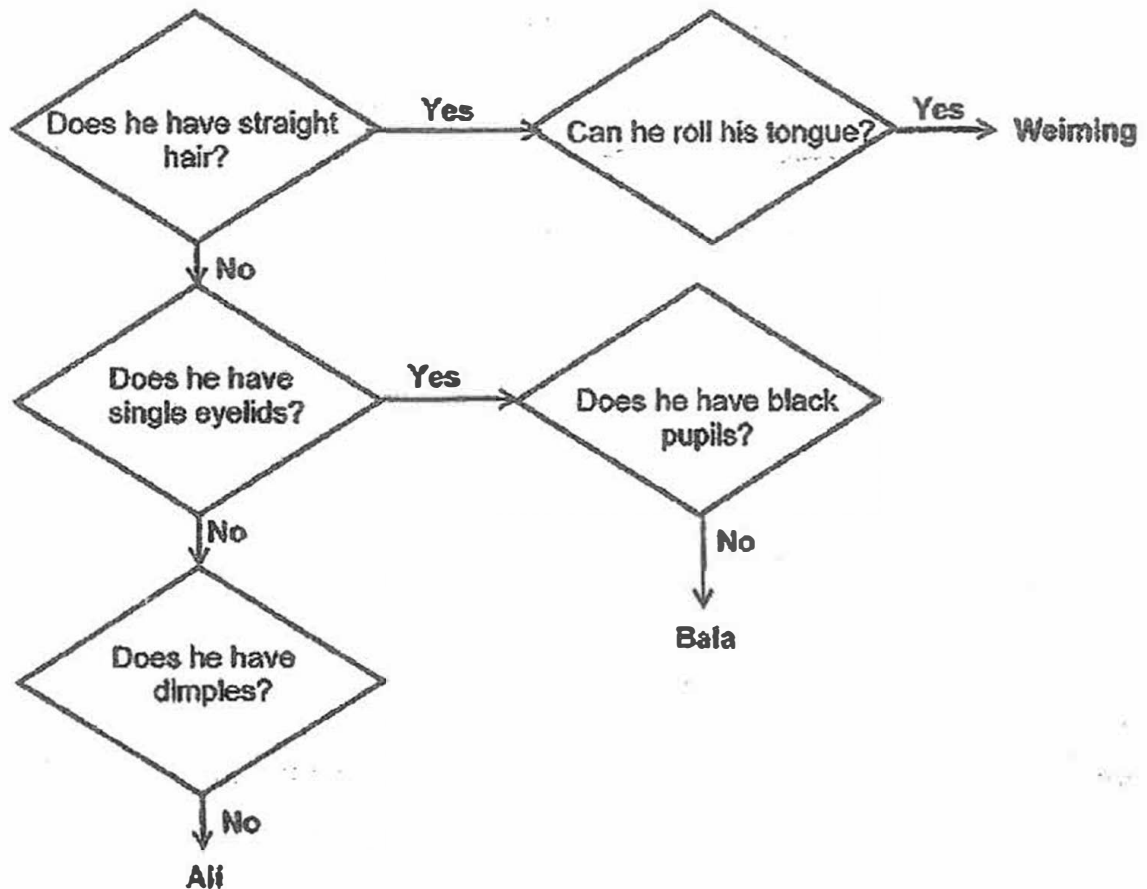 Does he have straight
hair?
Yes
Can he roll his tongue?
Yes
Weiming
No
Does he have
single eyelids?
Yes
Does he have black
pupils?
No
No
Bala
Does he have
dimples?
No
Ali